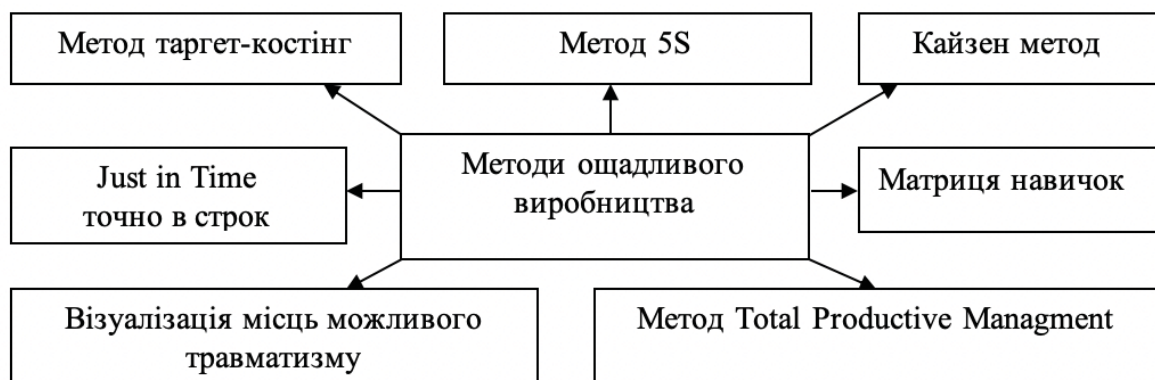 Метод таргет-костінг
Метод 5S
Кайзен метод
Just in Time
точно в строк
Методи ощадливого
виробництва
Матриця навичок
Візуалізація місць можливого
травматизму
Метод Total Productive Managment